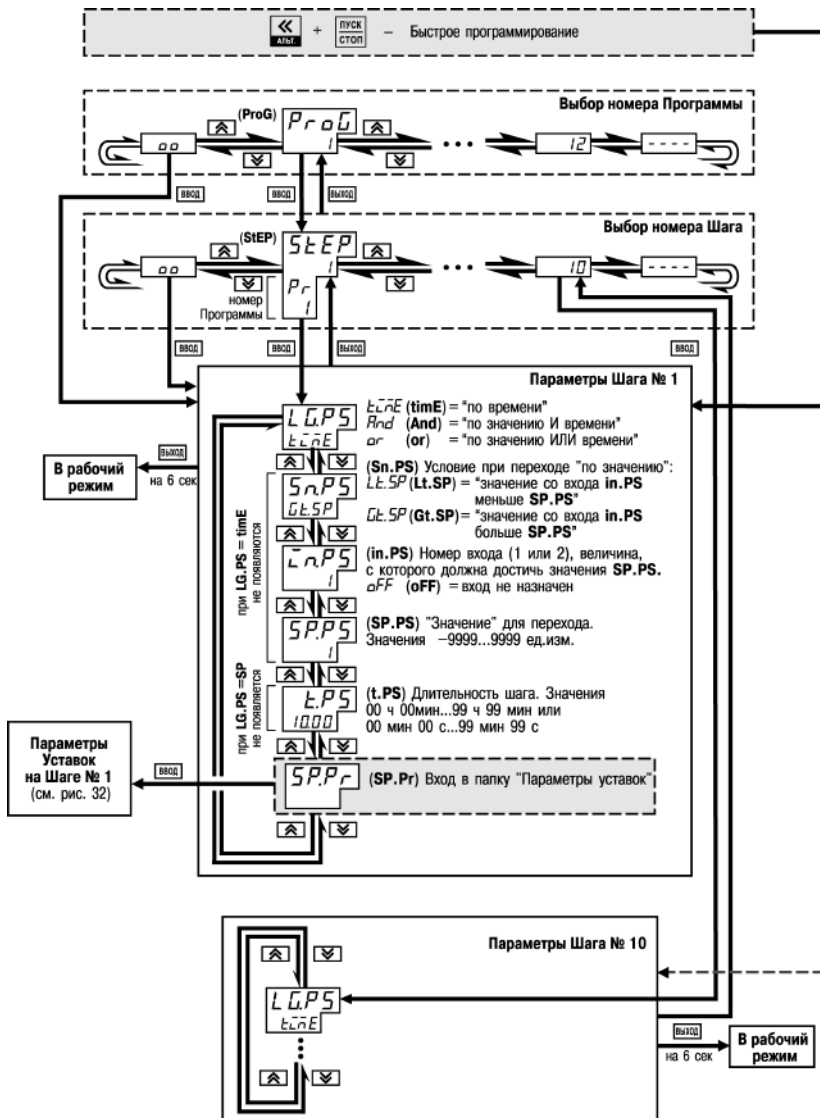 « АЛЬТ. + ПУСК СТОП – Быстрое программирование
Выбор номера Программы
(ProG) ProG 1
oo
12
- - - -
ВВОД
ВВОД
ВЫХОД
Выбор номера Шага
(StEP) StEP 1
oo
10
- - - -
Pr 1
номер
Программы
ВВОД
ВВОД
ВЫХОД
ВВОД
Параметры Шага № 1
LG.PS
timE
timE (timE) = "по времени"
And (And) = "по значению И времени"
or (or) = "по значению ИЛИ времени"
ВЫХОД
на 6 сек
В рабочий
режим
при LG.PS = timE
не появляются
Sn.PS
Gt.SP
(Sn.PS) Условие при переходе "по значению":
Lt.SP (Lt.SP) = "значение со входа in.PS
меньше SP.PS"
Gt.SP (Gt.SP)= "значение со входа in.PS
больше SP.PS"
in.PS
1
(in.PS) Номер входа (1 или 2), величина,
с которого должна достичь значения SP.PS.
oFF (oFF) = вход не назначен
SP.PS
1
(SP.PS) "Значение" для перехода.
Значения –9999...9999 ед.изм.
при LG.PS =SP
не появляется
t.PS
10.00
(t.PS) Длительность шага. Значения
00 ч 00мин...99 ч 99 мин или
00 мин 00 с...99 мин 99 с
Параметры
Уставок
на Шаге № 1
(см. рис. 32)
ВВОД
SP.Pr
(SP.Pr) Вход в папку "Параметры уставок"
Параметры Шага № 10
LG.PS
timE
ВЫХОД
на 6 сек
В рабочий
режим